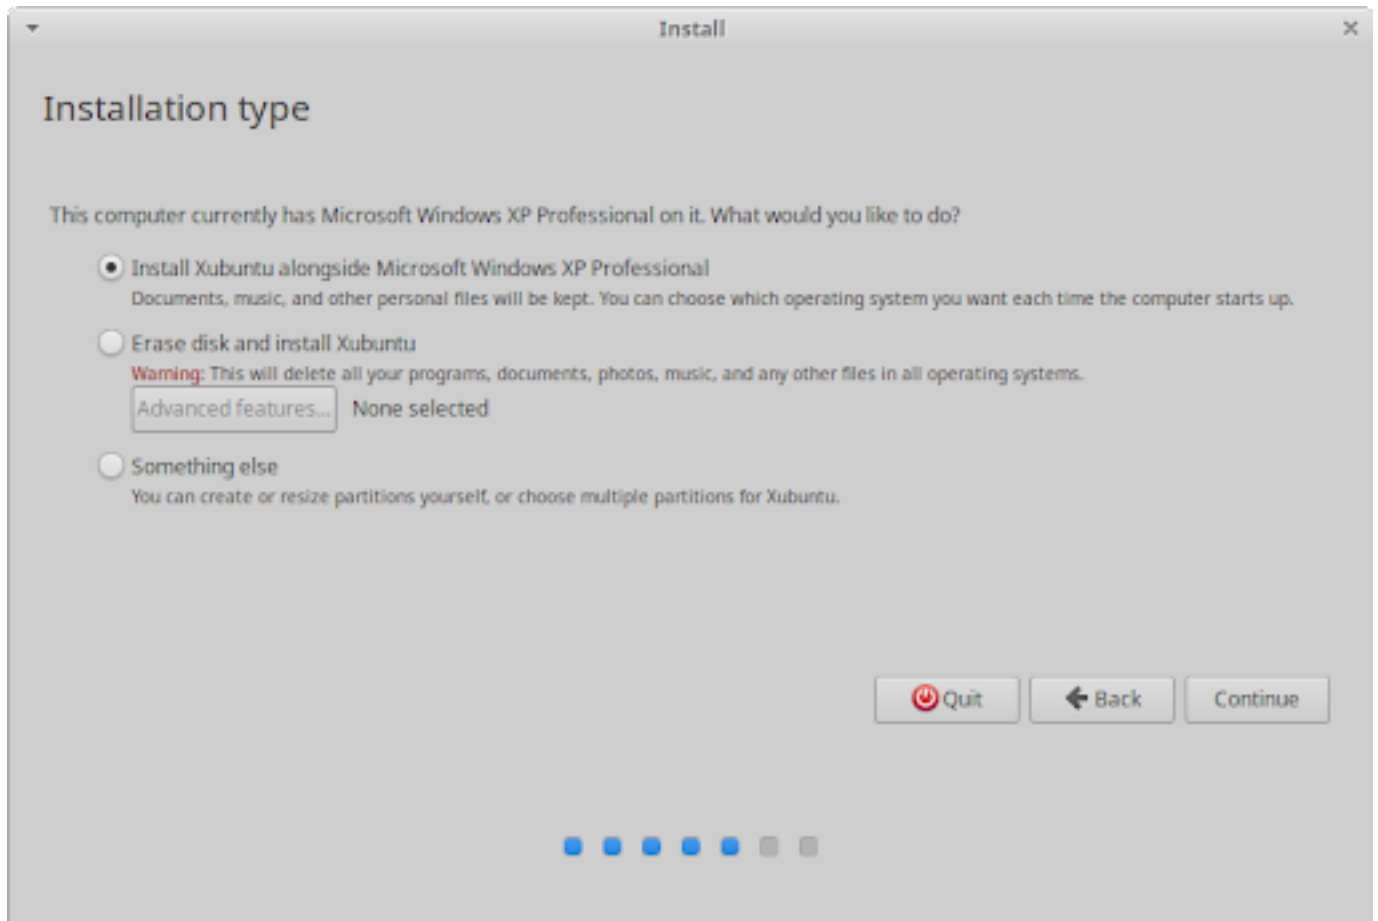 Install
Installation type
This computer currently has Microsoft Windows XP Professional on it. What would you like to do?
Install Xubuntu alongside Microsoft Windows XP Professional
Documents, music, and other personal files will be kept. You can choose which operating system you want each time the computer starts up.
Erase disk and install Xubuntu
Warning: This will delete all your programs, documents, photos, music, and any other files in all operating systems.
Advanced features... None selected
Something else
You can create or resize partitions yourself, or choose multiple partitions for Xubuntu.
Quit Back Continue